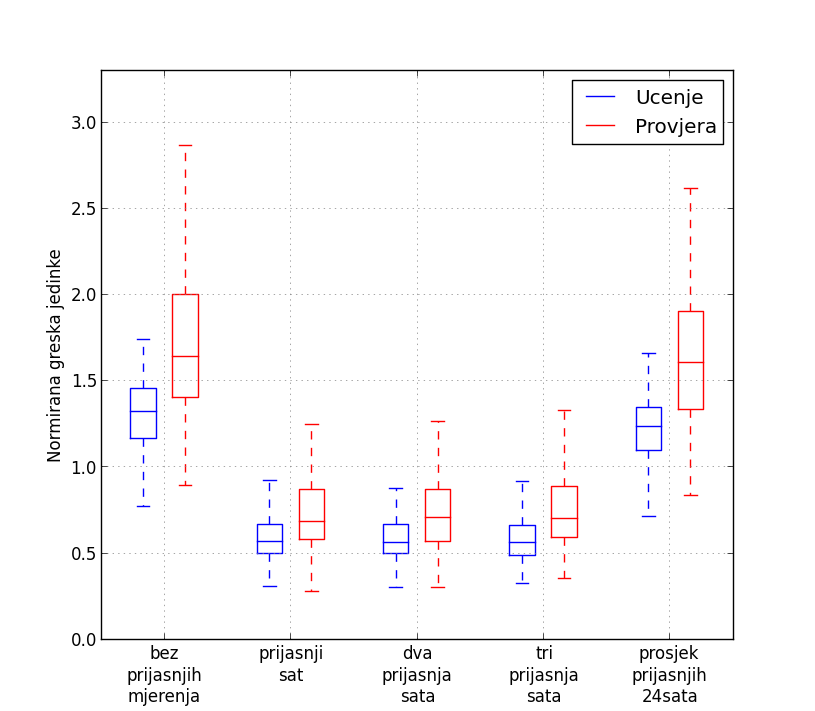 Ucenje
Provjera
Normirana greska jedinke
3.0
2.5
2.0
1.5
1.0
0.5
0.0
bez
prijasnjih
mjerenja
prijasnji
sat
dva
prijasnja
sata
tri
prijasnja
sata
prosjek
prijasnjih
24sata